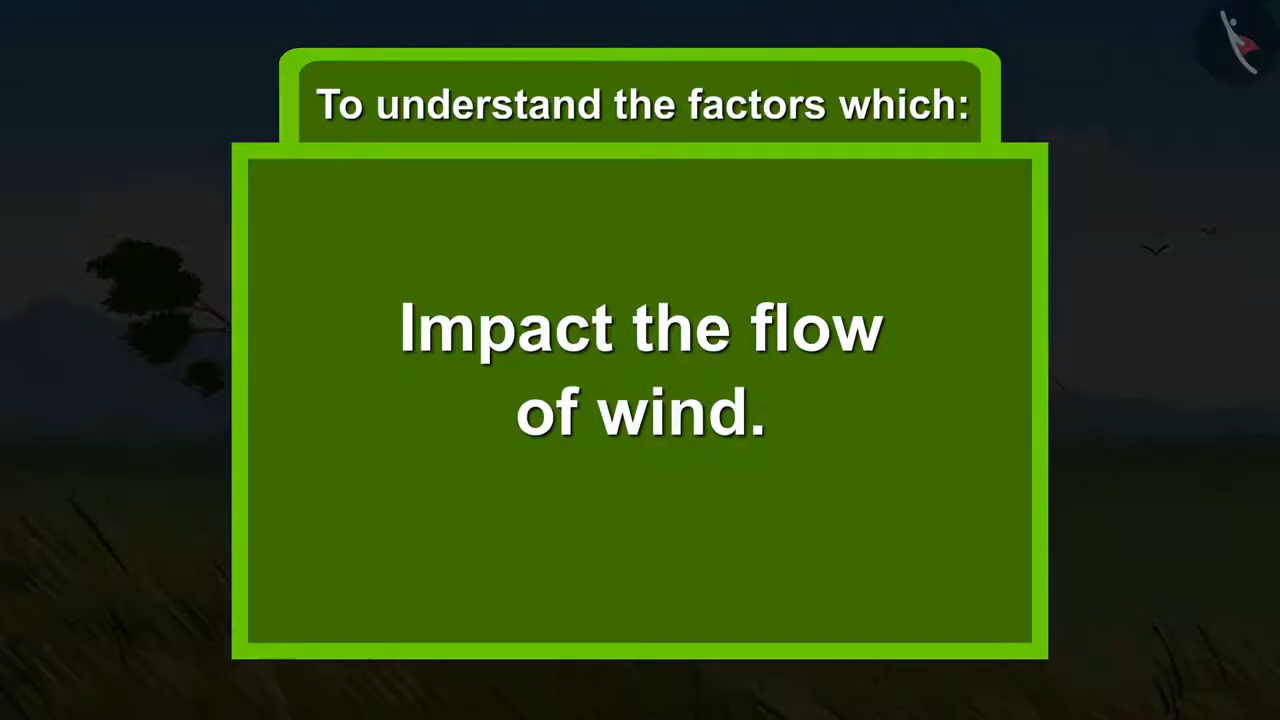 To understand the factors which:
Impact the flow
of wind.